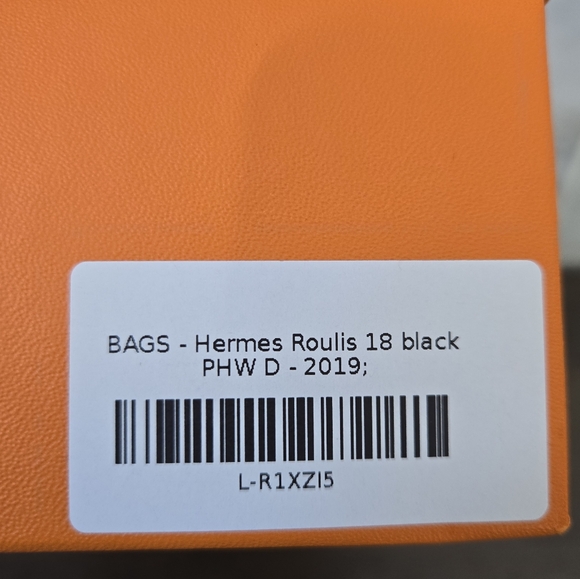 BAGS - Hermes Roulis 18 black
PHW D - 2019;
L-R1XZI5